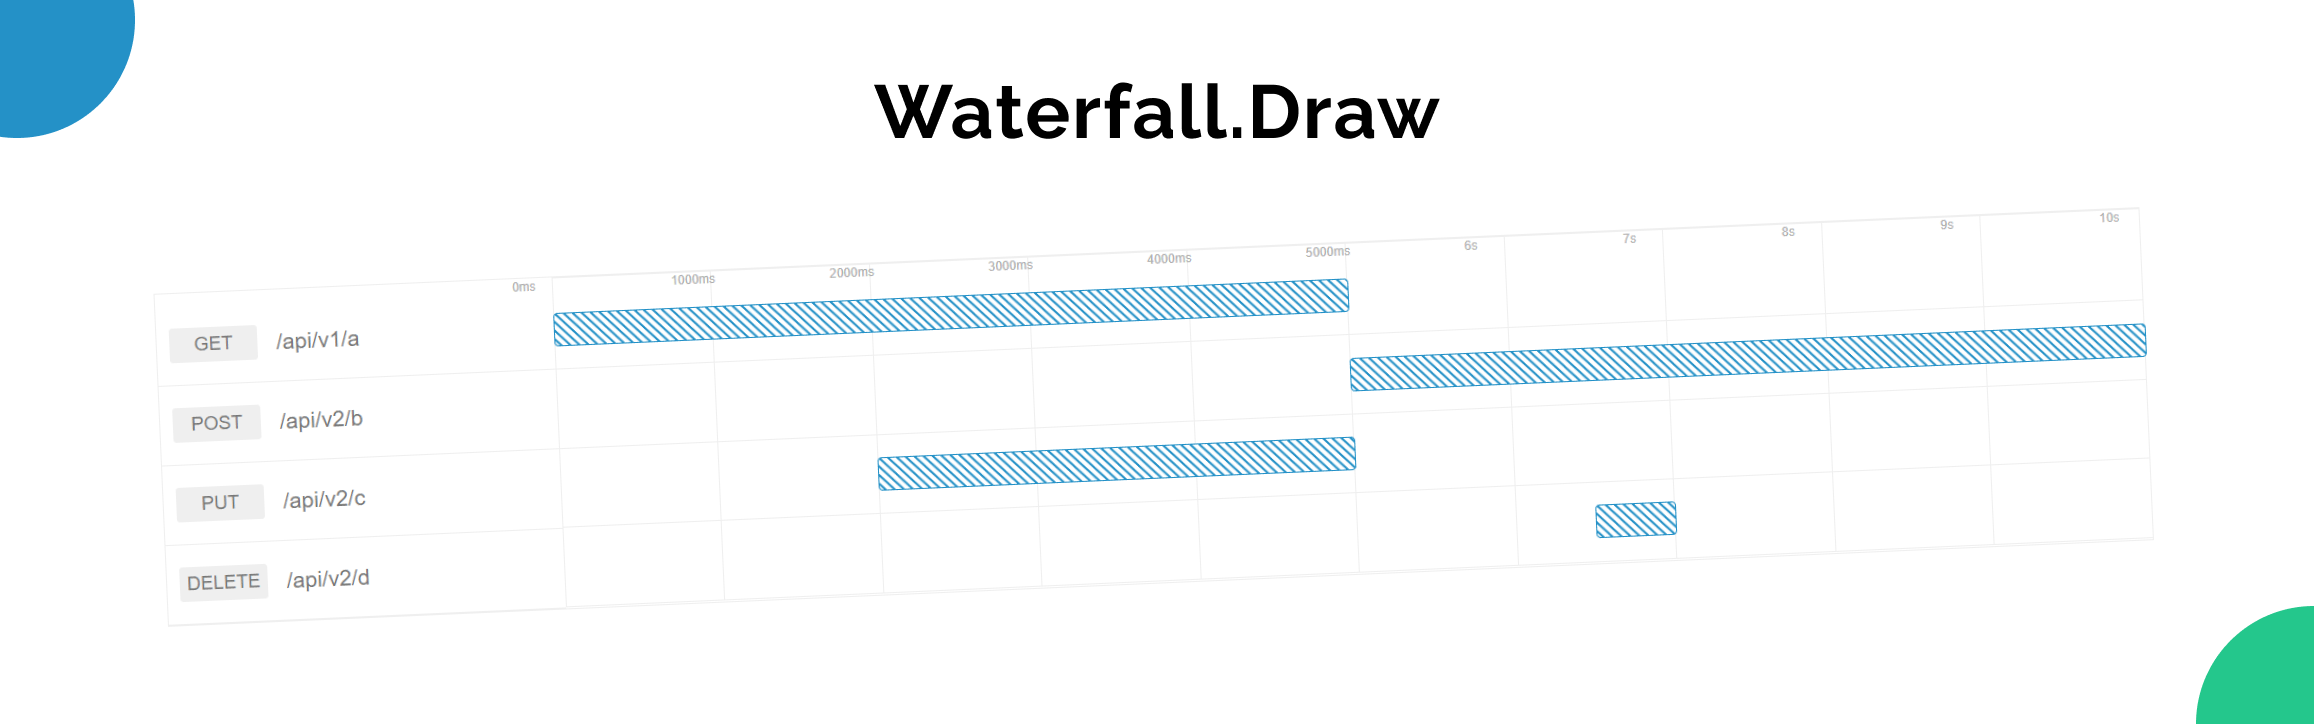 Waterfall.Draw
0ms 1000ms 2000ms 3000ms 4000ms 5000ms 6s 7s 8s 9s 10s
GET /api/v1/a
POST /api/v2/b
PUT /api/v2/c
DELETE /api/v2/d